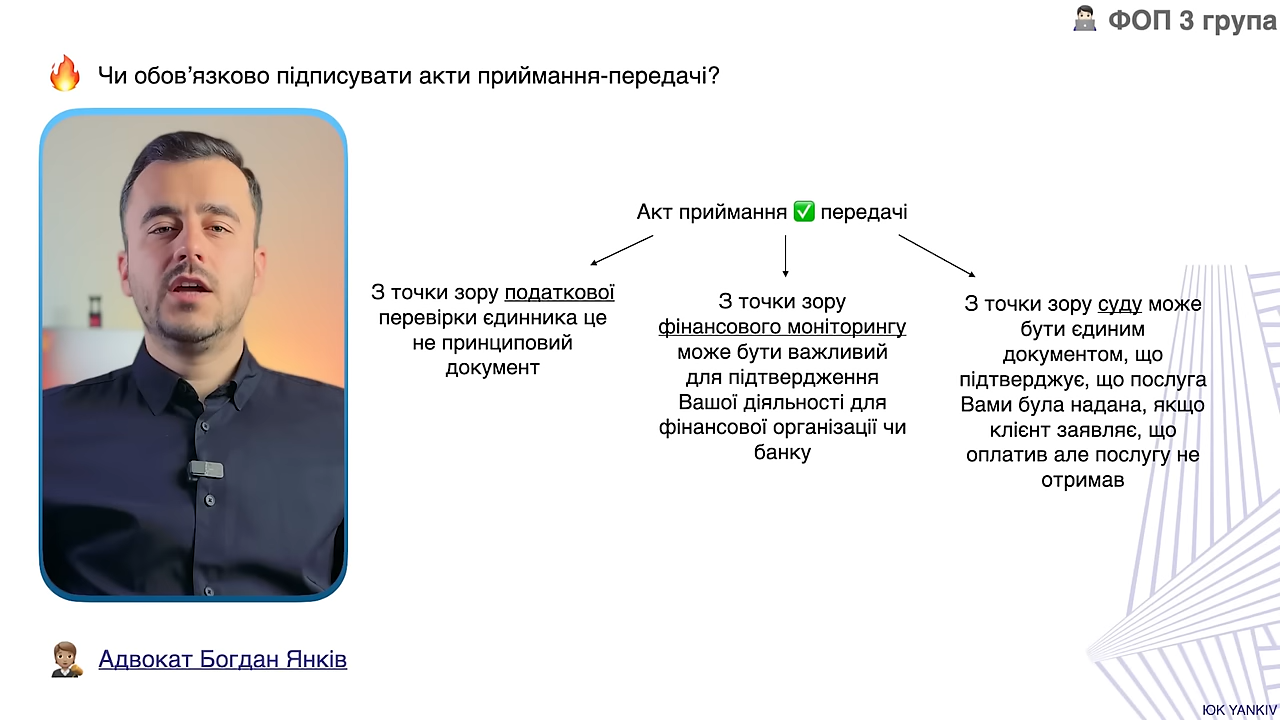 ФОП 3 група
Чи обов’язково підписувати акти приймання-передачі?
Акт приймання ✅ передачі
З точки зору податкової
перевірки єдинника це
не принциповий
документ
З точки зору
фінансового моніторингу
може бути важливий
для підтвердження
Вашої діяльності для
фінансової організації чи
банку
З точки зору суду може
бути єдиним
документом, що
підтверджує, що послуга
Вами була надана, якщо
клієнт заявляє, що
оплатив але послугу не
отримав
Адвокат Богдан Янків
ЮК YANKIV